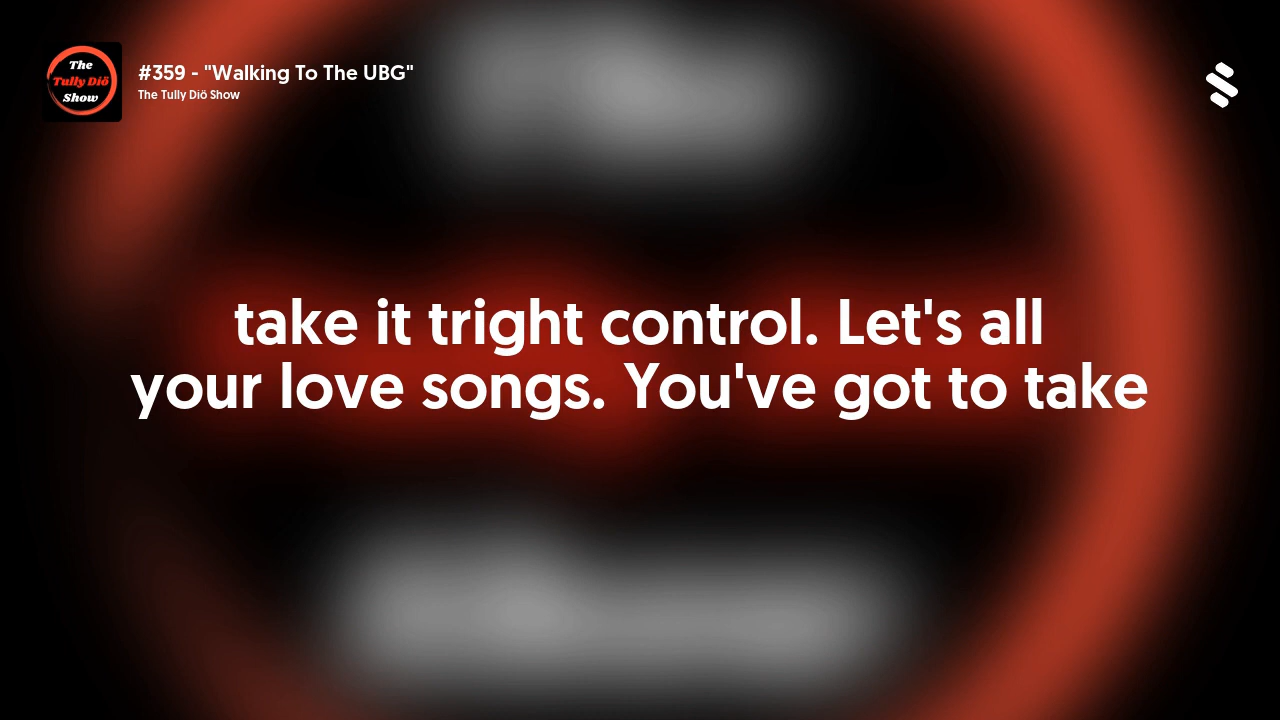 The
Tully Diö
Show
#359 - "Walking To The UBG"
The Tully Diö Show
take it tright control. Let's all
your love songs. You've got to take